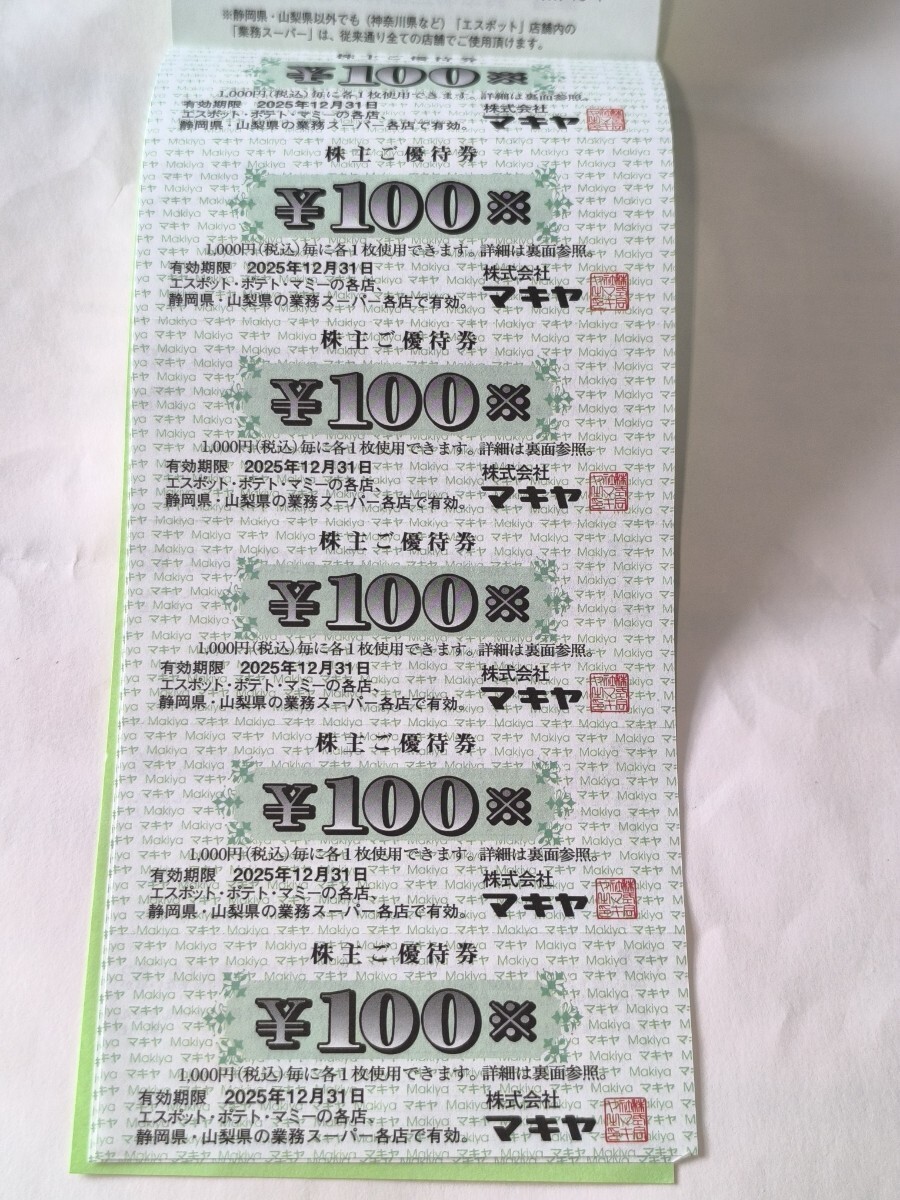 ※静岡県・山梨県以外でも（神奈川県など）「エスポット」店舗内の
「業務スーパー」は、従来通り全ての店舗でご使用頂けます。
株主ご優待券
¥100※
1,000円(税込)毎に各1枚使用できます。詳細は裏面参照。
有効期限 2025年12月31日
エスポット・ポテト・マミーの各店、
静岡県・山梨県の業務スーパー各店で有効。
株式会社
マキヤ
株主ご優待券
¥100※
1,000円(税込)毎に各1枚使用できます。詳細は裏面参照。
有効期限 2025年12月31日
エスポット・ポテト・マミーの各店、
静岡県・山梨県の業務スーパー各店で有効。
株式会社
マキヤ
株主ご優待券
¥100※
1,000円(税込)毎に各1枚使用できます。詳細は裏面参照。
有効期限 2025年12月31日
エスポット・ポテト・マミーの各店、
静岡県・山梨県の業務スーパー各店で有効。
株式会社
マキヤ
株主ご優待券
¥100※
1,000円(税込)毎に各1枚使用できます。詳細は裏面参照。
有効期限 2025年12月31日
エスポット・ポテト・マミーの各店、
静岡県・山梨県の業務スーパー各店で有効。
株式会社
マキヤ
株主ご優待券
¥100※
1,000円(税込)毎に各1枚使用できます。詳細は裏面参照。
有効期限 2025年12月31日
エスポット・ポテト・マミーの各店、
静岡県・山梨県の業務スーパー各店で有効。
株式会社
マキヤ
株主ご優待券
¥100※
1,000円(税込)毎に各1枚使用できます。詳細は裏面参照。
有効期限 2025年12月31日
エスポット・ポテト・マミーの各店、
静岡県・山梨県の業務スーパー各店で有効。
株式会社
マキヤ